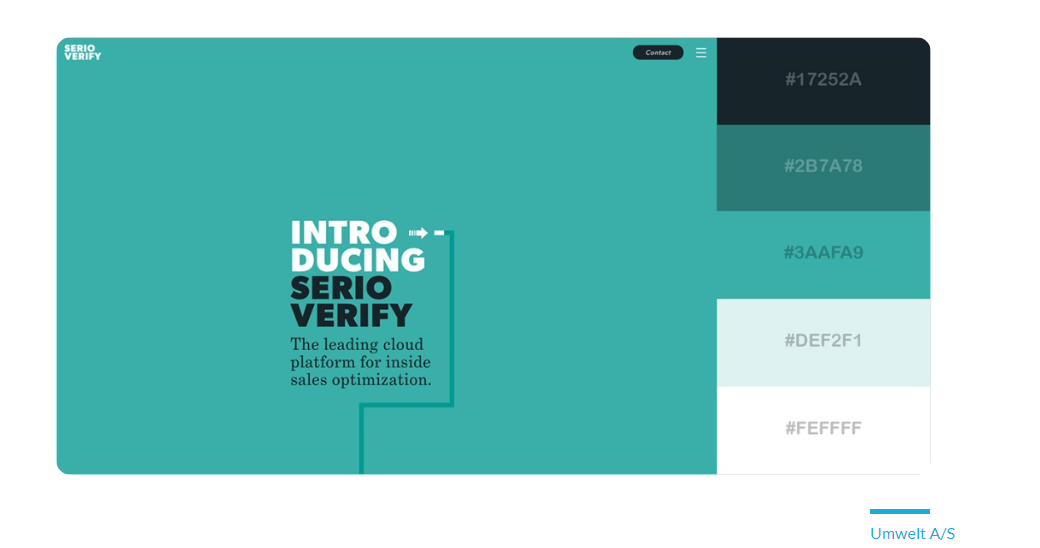 SERIO
VERIFY
Contact
INTRO
DUCING
SERIO
VERIFY
The leading cloud
platform for inside
sales optimization.
#17252A
#2B7A78
#3AAFA9
#DEF2F1
#FEFFFF
Umwelt A/S